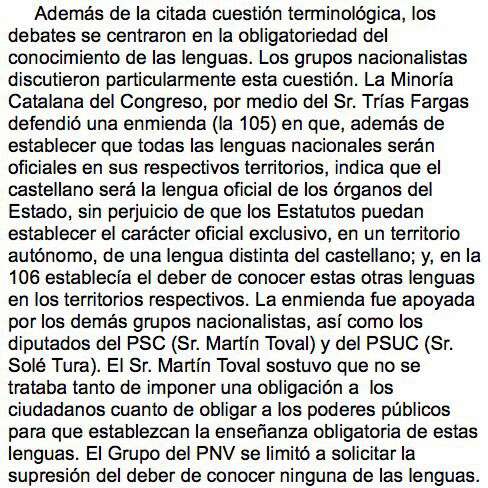 Además de la citada cuestión terminológica, los
debates se centraron en la obligatoriedad del
conocimiento de las lenguas. Los grupos nacionalistas
discutieron particularmente esta cuestión. La Minoría
Catalana del Congreso, por medio del Sr. Trías Fargas
defendió una enmienda (la 105) en que, además de
establecer que todas las lenguas nacionales serán
oficiales en sus respectivos territorios, indica que el
castellano será la lengua oficial de los órganos del
Estado, sin perjuicio de que los Estatutos puedan
establecer el carácter oficial exclusivo, en un territorio
autónomo, de una lengua distinta del castellano; y, en la
106 establecía el deber de conocer estas otras lenguas
en los territorios respectivos. La enmienda fue apoyada
por los demás grupos nacionalistas, así como los
diputados del PSC (Sr. Martín Toval) y del PSUC (Sr.
Solé Tura). El Sr. Martín Toval sostuvo que no se
trataba tanto de imponer una obligación a  los
ciudadanos cuanto de obligar a los poderes públicos
para que establezcan la enseñanza obligatoria de estas
lenguas. El Grupo del PNV se limitó a solicitar la
supresión del deber de conocer ninguna de las lenguas.